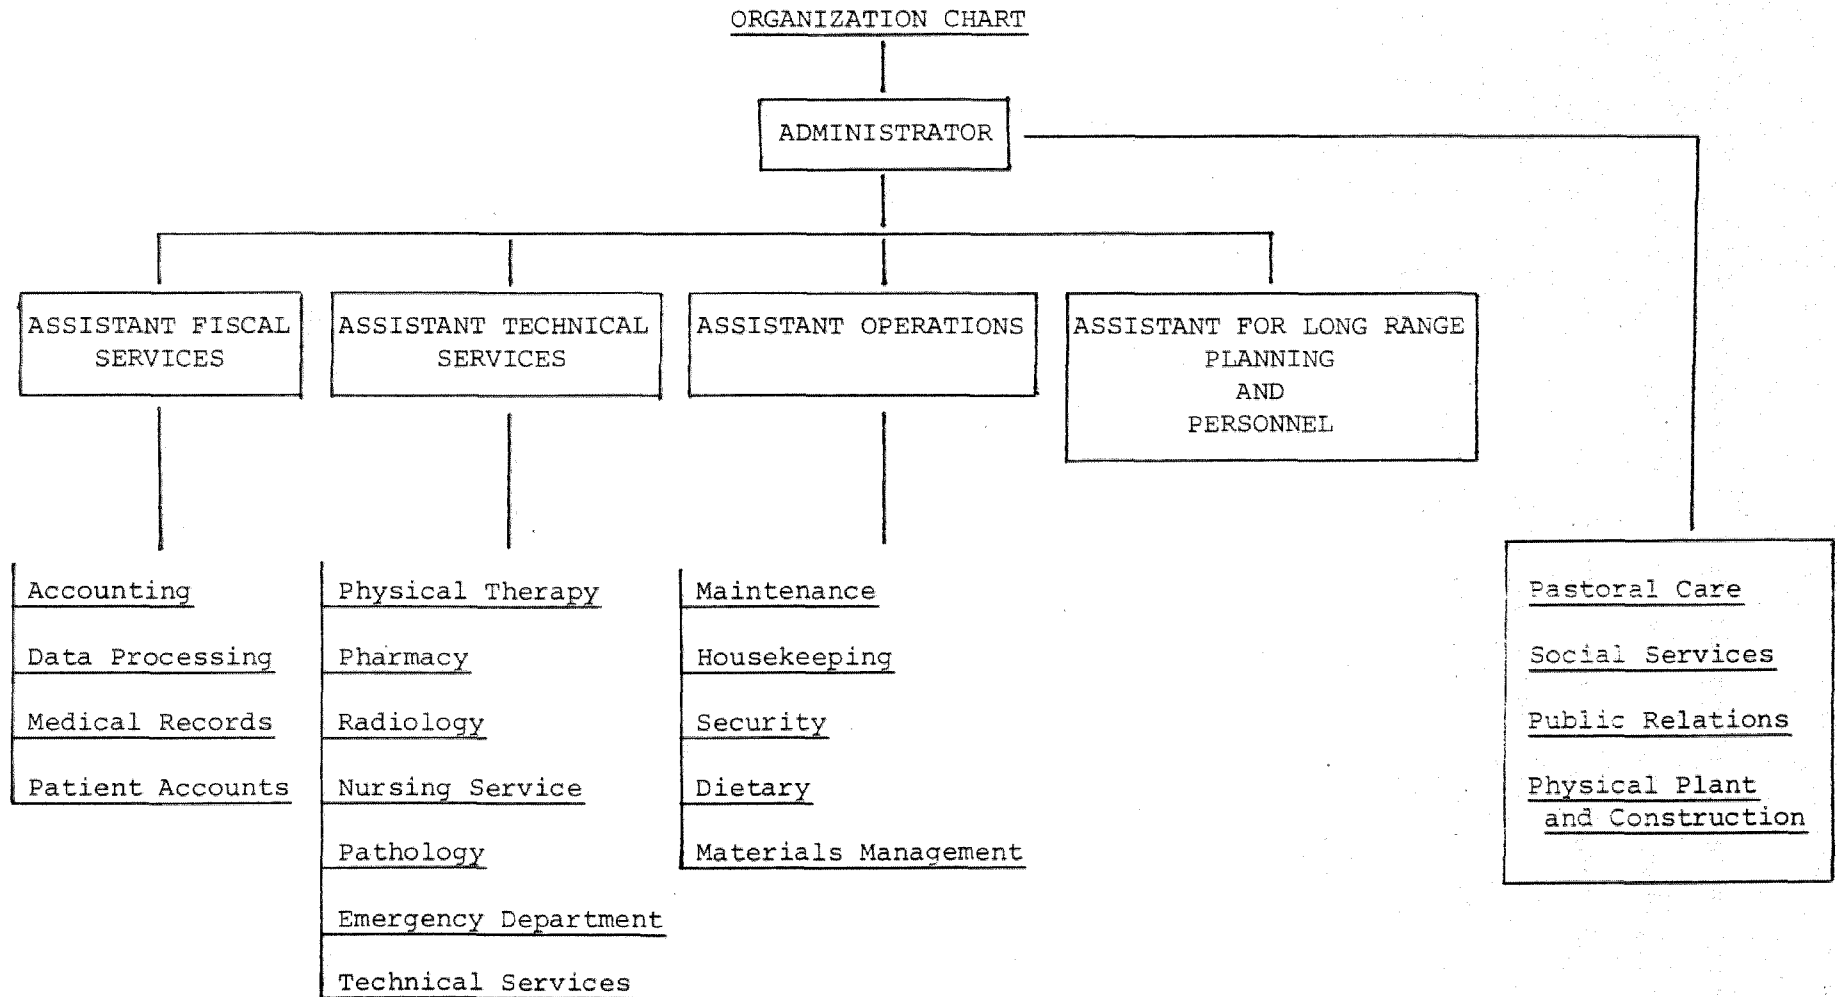 ORGANIZATION CHART
ADMINISTRATOR
ASSISTANT FISCAL
SERVICES
ASSISTANT TECHNICAL
SERVICES
ASSISTANT OPERATIONS
ASSISTANT FOR LONG RANGE
PLANNING
AND
PERSONNEL
Accounting
Data Processing
Medical Records
Patient Accounts
Physical Therapy
Pharmacy
Radiology
Nursing Service
Pathology
Emergency Department
Technical Services
Maintenance
Housekeeping
Security
Dietary
Materials Management
Pastoral Care
Social Services
Public Relations
Physical Plant
and Construction